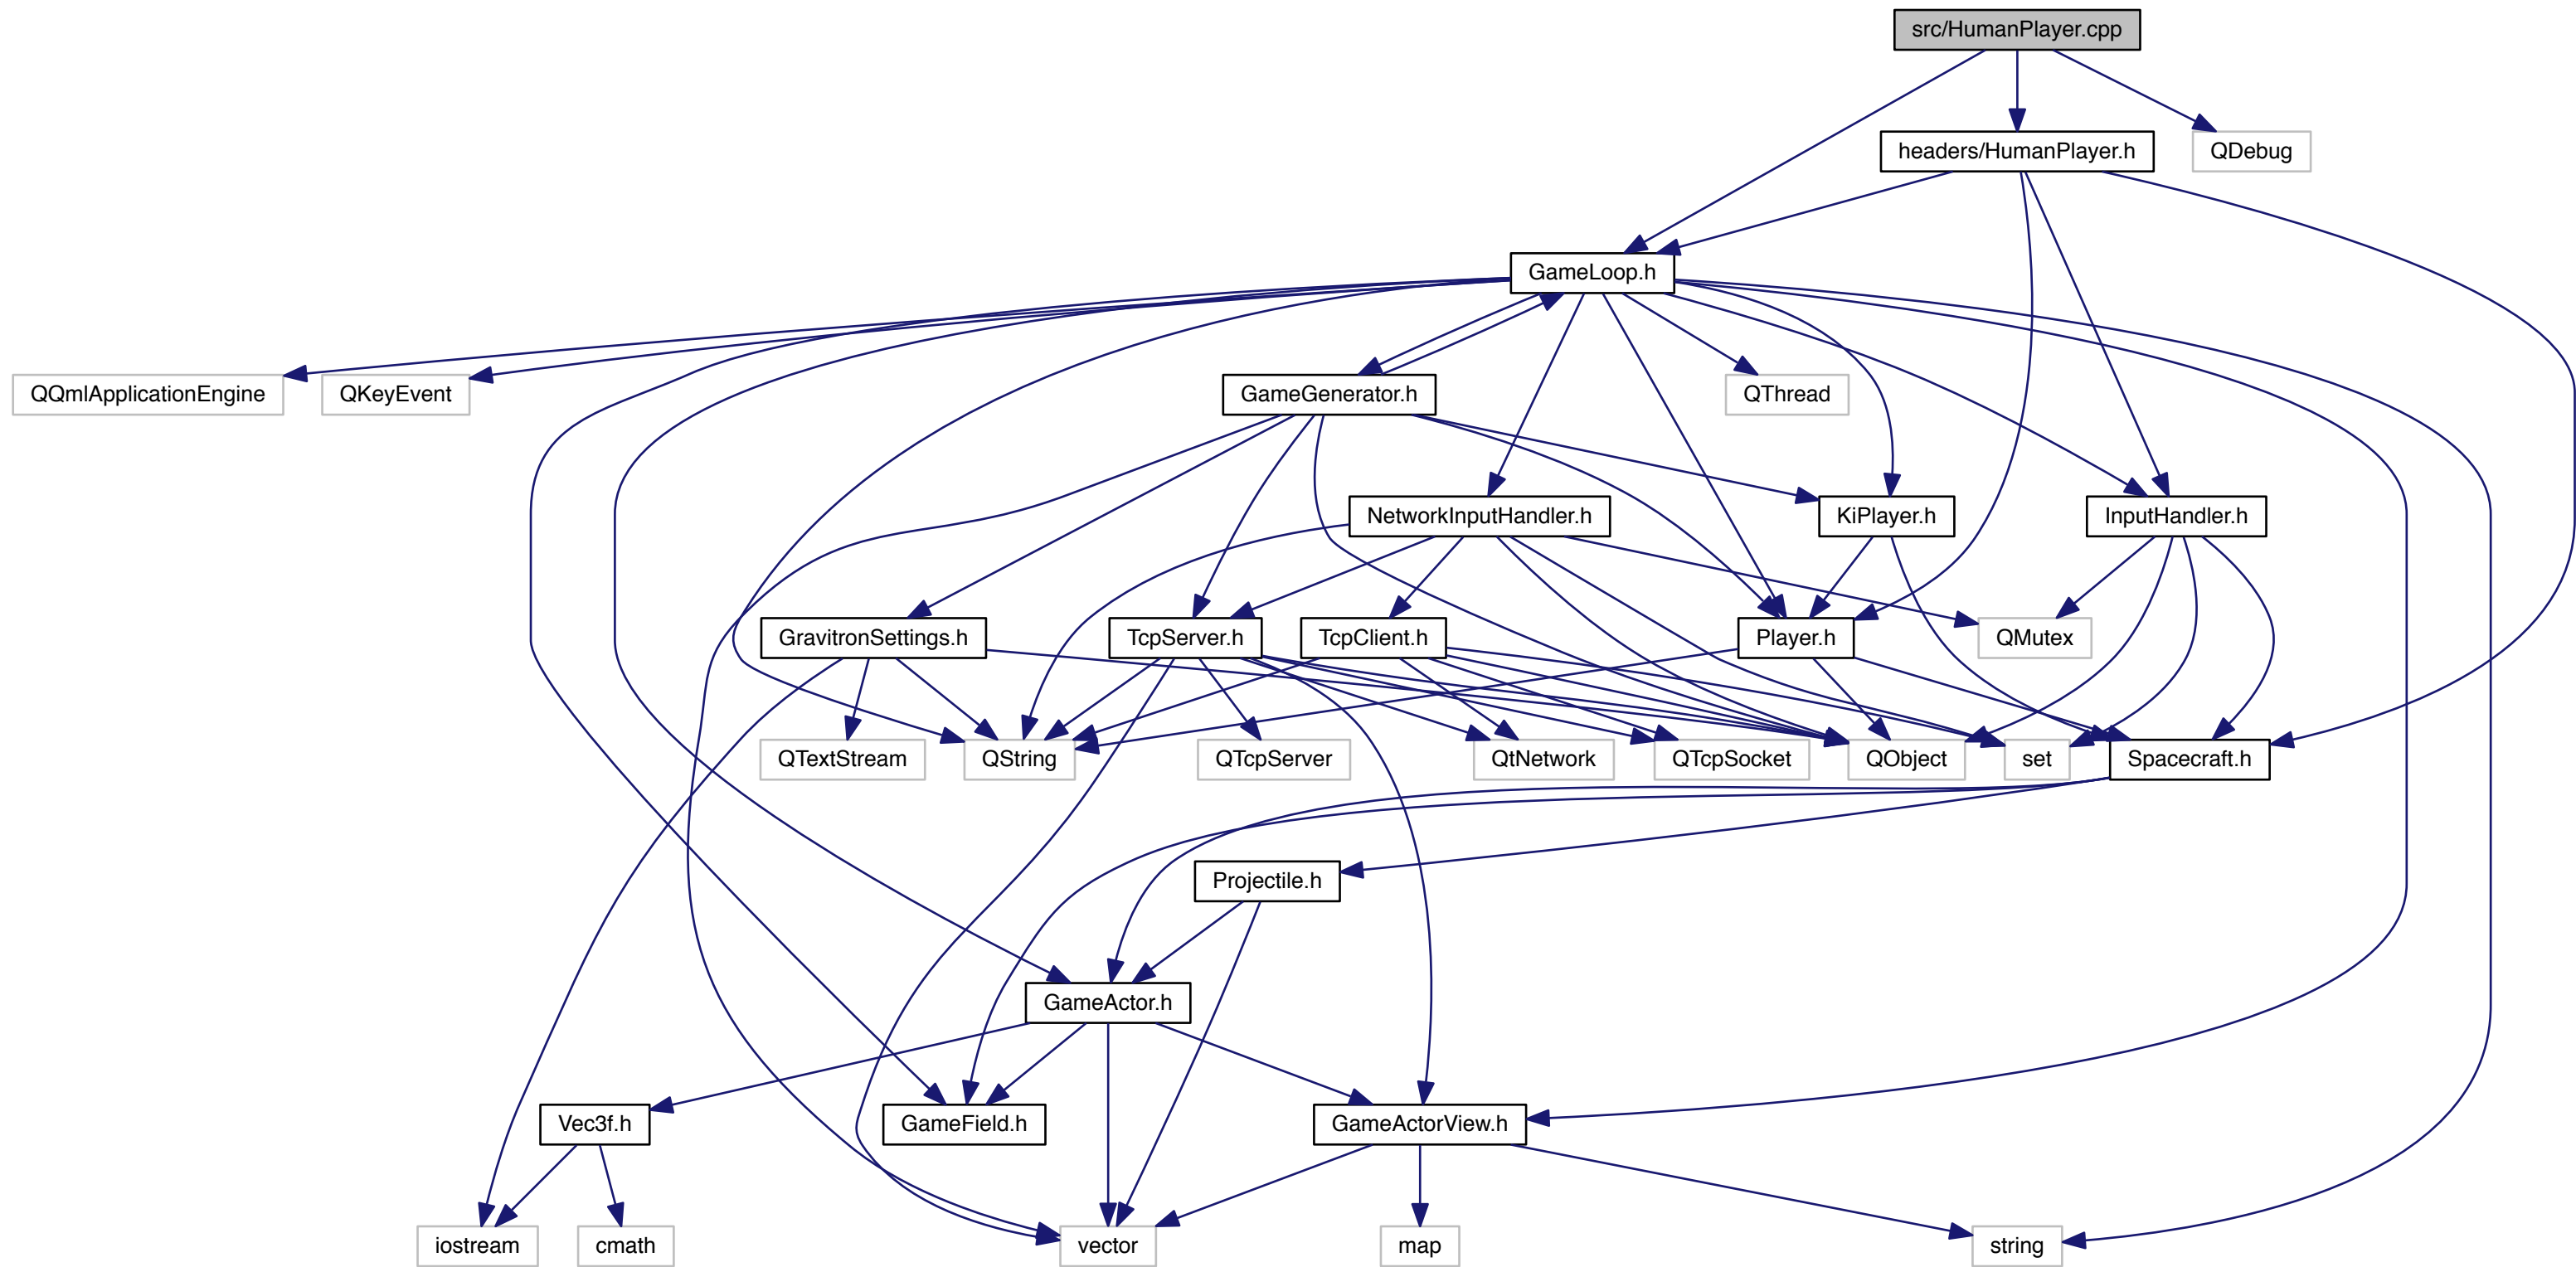 src/HumanPlayer.cpp
headers/HumanPlayer.h
QDebug
GameLoop.h
QQmlApplicationEngine
QKeyEvent
GameGenerator.h
QThread
NetworkInputHandler.h
KiPlayer.h
InputHandler.h
GravitronSettings.h
TcpServer.h
TcpClient.h
Player.h
QMutex
QTextStream
QString
QTcpServer
QtNetwork
QTcpSocket
QObject
set
Spacecraft.h
Projectile.h
GameActor.h
Vec3f.h
GameField.h
GameActorView.h
iostream
cmath
vector
map
string